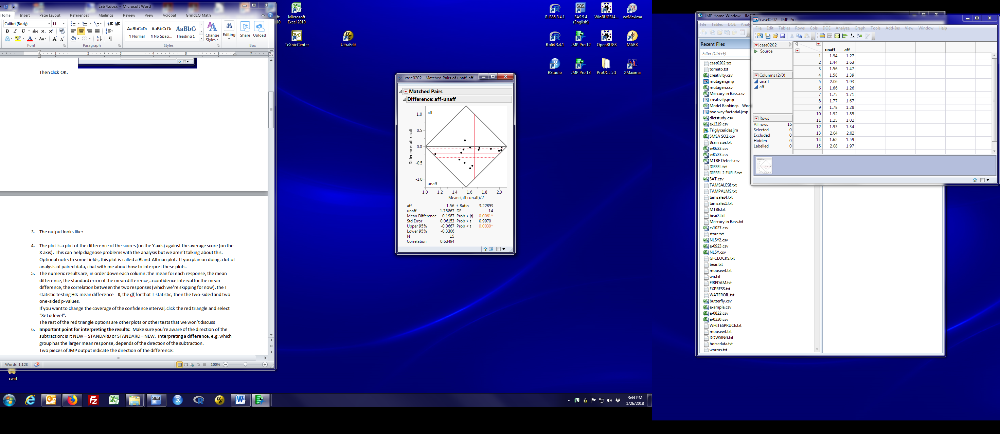 Lab 4.docx - Microsoft Word
Home Insert Page Layout References Mailings Review View Acrobat GrindEQ Math
Calibri (Body) 11
AaBbCcDc AaBbCcDc AaBbC
¶ Normal ¶ No Spaci... Heading 1
Change
Styles
Editing
Share Upload
Font Paragraph Styles Box
1 2 3 4 5 6 7
Then click OK.
3. The output looks like:
4. The plot is a plot of the difference of the scores (on the Y axis) against the average score (on the
X axis). This can help diagnose problems with the analysis but we aren’t talking about this.
Optional note: In some fields, this plot is called a Bland-Altman plot. If you plan on doing a lot of
analysis of paired data, chat with me about how to interpret these plots.
5. The numeric results are, in order down each column: the mean for each response, the mean
difference, the standard error of the mean difference, a confidence interval for the mean
difference, the correlation between the two responses (which we’re skipping for now), the T
statistic testing H0: mean difference = 0, the df for that T statistic, then the two-sided and two
one-sided p-values.
If you want to change the coverage of the confidence interval, click the red triangle and select
“Set α level”.
The rest of the red triangle options are other plots or other tests that we won’t discuss
6. Important point for interpreting the results: Make sure you’re aware of the direction of the
subtraction: is it NEW – STANDARD or STANDARD – NEW. Interpreting a difference, e.g. which
group has the larger mean response, depends of the direction of the subtraction.
Two pieces of JMP output indicate the direction of the difference:
Words: 1,128 100%
swirl
Microsoft
Excel 2010
TeXnicCenter
UltraEdit
R i386 3.4.1
SAS 9.4
(English)
WinBUGS14...
wxMaxima
R x64 3.4.1
JMP Pro 12
OpenBUGS
MARK
RStudio
JMP Pro 13
ProUCL 5.1
XMaxima
case0202 - Matched Pairs of unaff, aff ...
Matched Pairs
Difference: aff-unaff
aff
1.0
0.5
0.0
-0.5
-1.0
Difference: aff-unaff
unaff
1.0 1.2 1.4 1.6 1.8 2.0
Mean: (aff+unaff)/2
aff 1.56 t-Ratio -3.22893
unaff 1.75867 DF 14
Mean Difference -0.1987 Prob > |t| 0.0061*
Std Error 0.06153 Prob > t 0.9970
Upper 95% -0.0667 Prob < t 0.0030*
Lower 95% -0.3306
N 15
Correlation 0.63494
3:44 PM
1/26/2018
JMP Home Window - JMP
File Tables DOE Analy
Recent Files
Filter (Ctrl+F)
case0202.txt
tomato.txt
creativity.csv
mutagen.jmp
mutagen.csv
Mercury in Bass.csv
creativity.jmp
Model Rankings - Woo
two way factorial.jmp
dietstudy.csv
ex1319.csv
Triglycerides.jrn
SMSA SO2.csv
Brain size.txt
ex0623.csv
ex0523.csv
MTBE Detect.csv
DIESEL.txt
DIESEL 2 FUELS.txt
SAT.csv
TAMSALES8.txt
TAMPALMS.txt
tamsales4.txt
tamsales1.txt
MTBE.txt
bear2.txt
Mercury in Bass.txt
ex1027.csv
store.txt
NLSY2.csv
ex0923.csv
NLSY.csv
GFCLOCKS.txt
bear.txt
mousewt.txt
wo.txt
FIREDAM.txt
EXPRESS.txt
WATEROIL.txt
butterfly.csv
example.csv
ex0822.csv
ex0330.csv
WHITESPRUCE.txt
mousewt.txt
DOWSING.txt
horsedata.txt
worms.txt
case0202 - JMP Pro
File Edit Tables Rows Cols DOE Analyze Graph Tools Add-Ins View Window Help
case0202
Source
Columns (2/0)
unaff
aff
Rows
All rows 15
Selected 0
Excluded 0
Hidden 0
Labelled 0
unaff aff
1 1.94 1.27
2 1.44 1.63
3 1.56 1.47
4 1.58 1.39
5 2.06 1.93
6 1.66 1.26
7 1.75 1.71
8 1.77 1.67
9 1.78 1.28
10 1.92 1.85
11 1.25 1.02
12 1.93 1.34
13 2.04 2.02
14 1.62 1.59
15 2.08 1.97